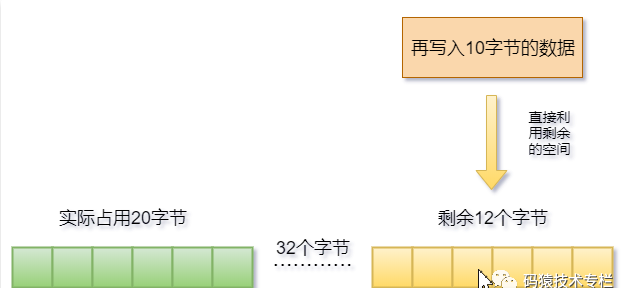 再写入10字节的数据
直接利
用剩余
的空间
实际占用20字节
32个字节
剩余12个字节
码猿技术专栏